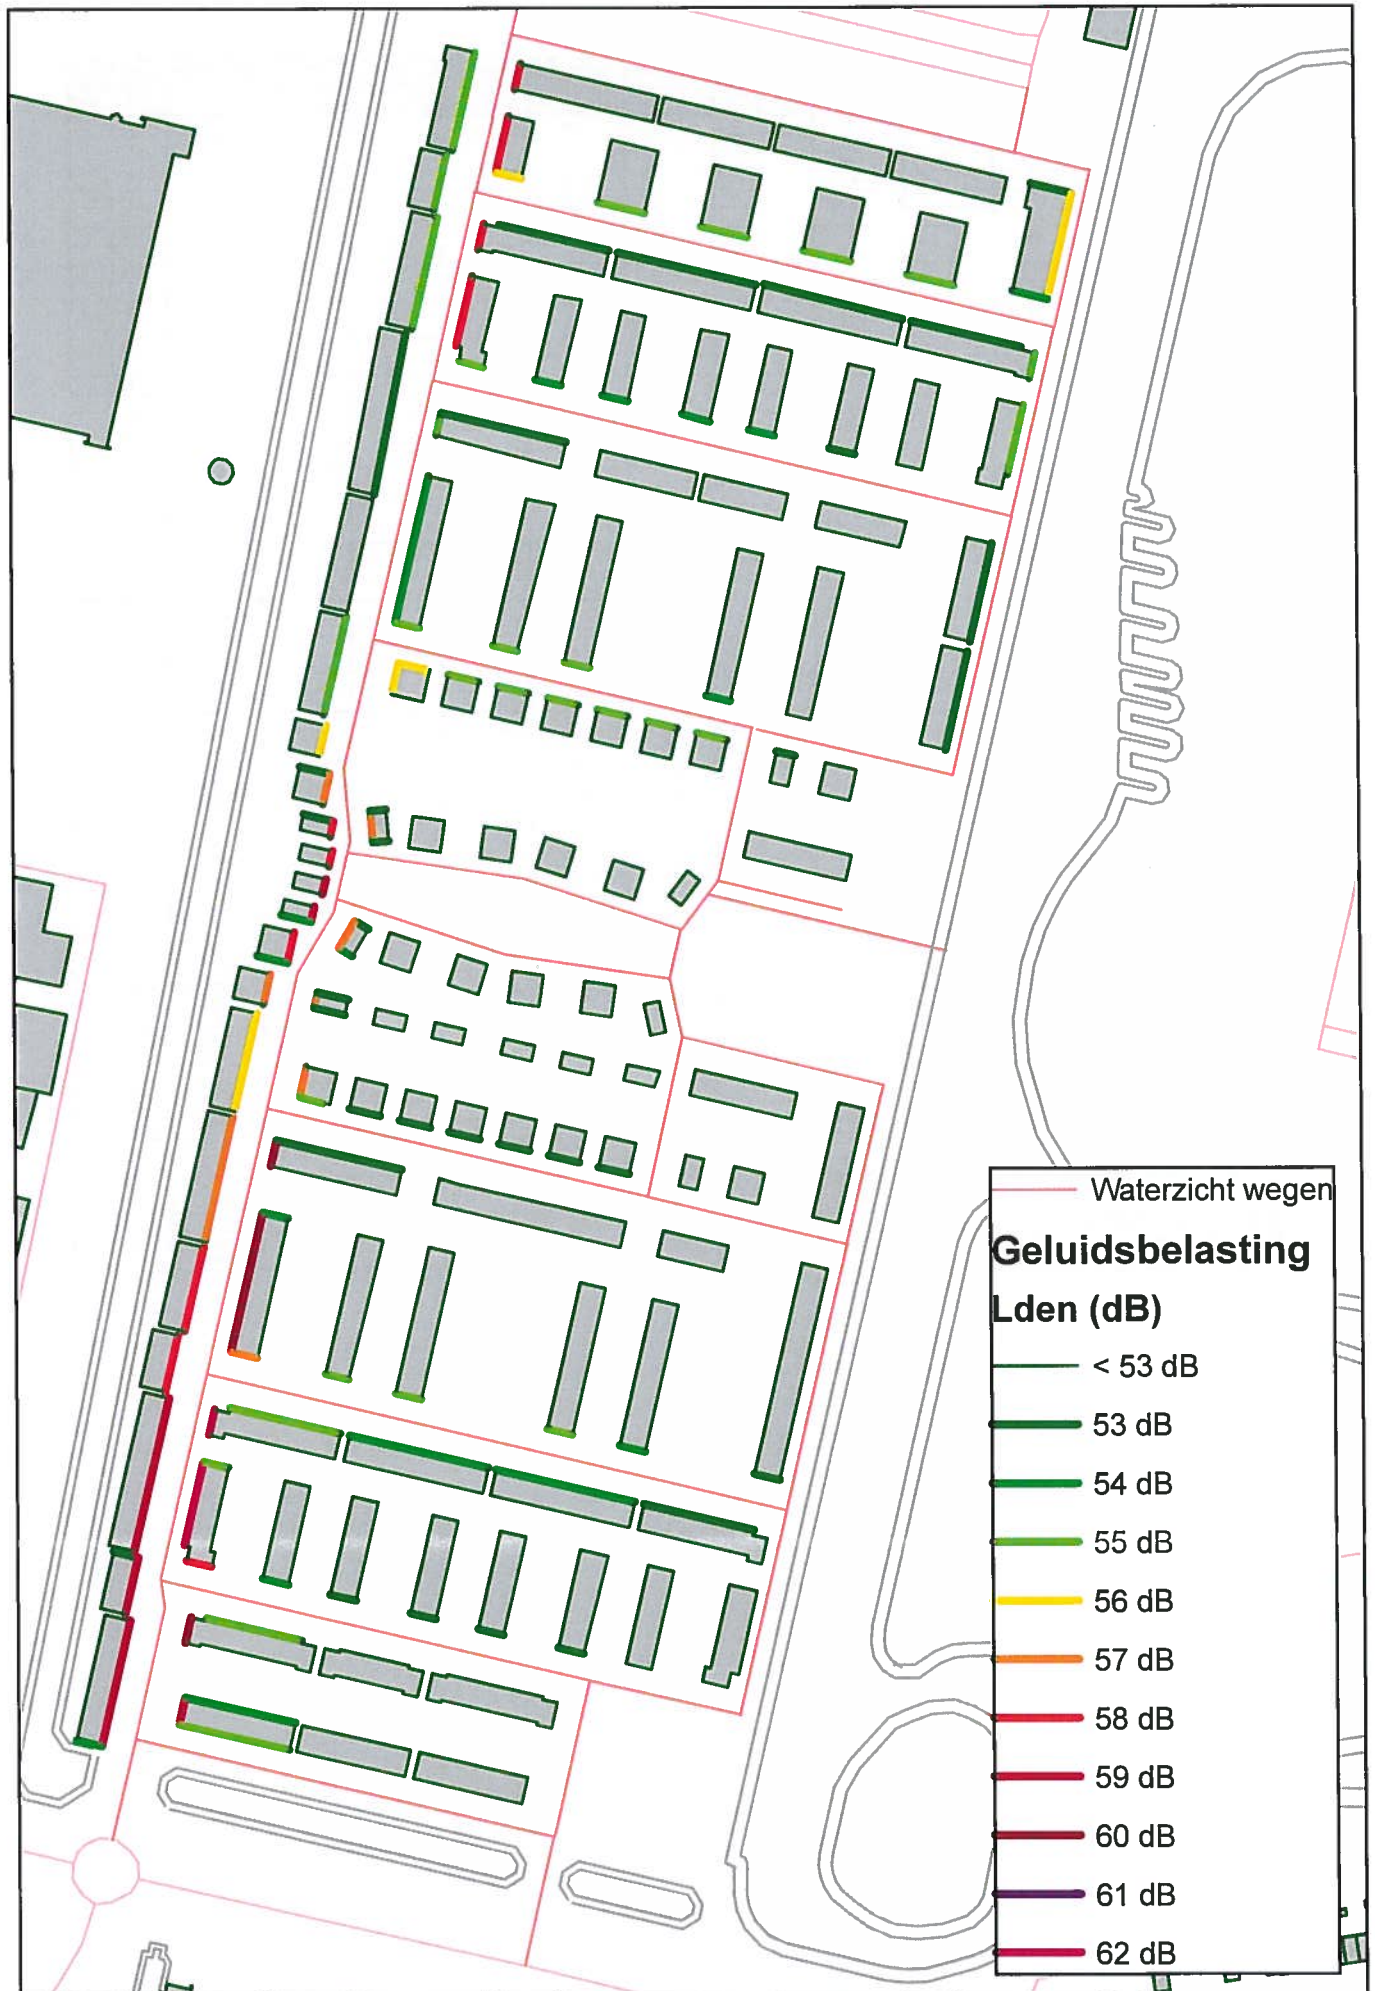 Waterzicht wegen
Geluidsbelasting
Lden (dB)
< 53 dB
53 dB
54 dB
55 dB
56 dB
57 dB
58 dB
59 dB
60 dB
61 dB
62 dB